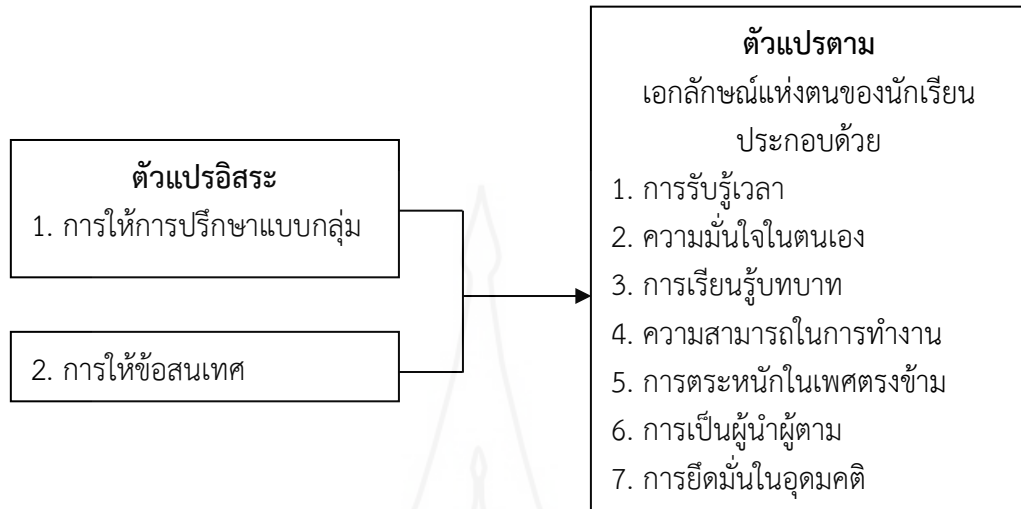 ตัวแปรอิสระ
1. การให้การปรึกษาแบบกลุ่ม
2. การให้ข้อสนเทศ
ตัวแปรตาม
เอกลักษณ์แห่งตนของนักเรียน
ประกอบด้วย
1. การรับรู้เวลา
2. ความมั่นใจในตนเอง
3. การเรียนรู้บทบาท
4. ความสามารถในการทำงาน
5. การตระหนักในเพศตรงข้าม
6. การเป็นผู้นำผู้ตาม
7. การยึดมั่นในอุดมคติ